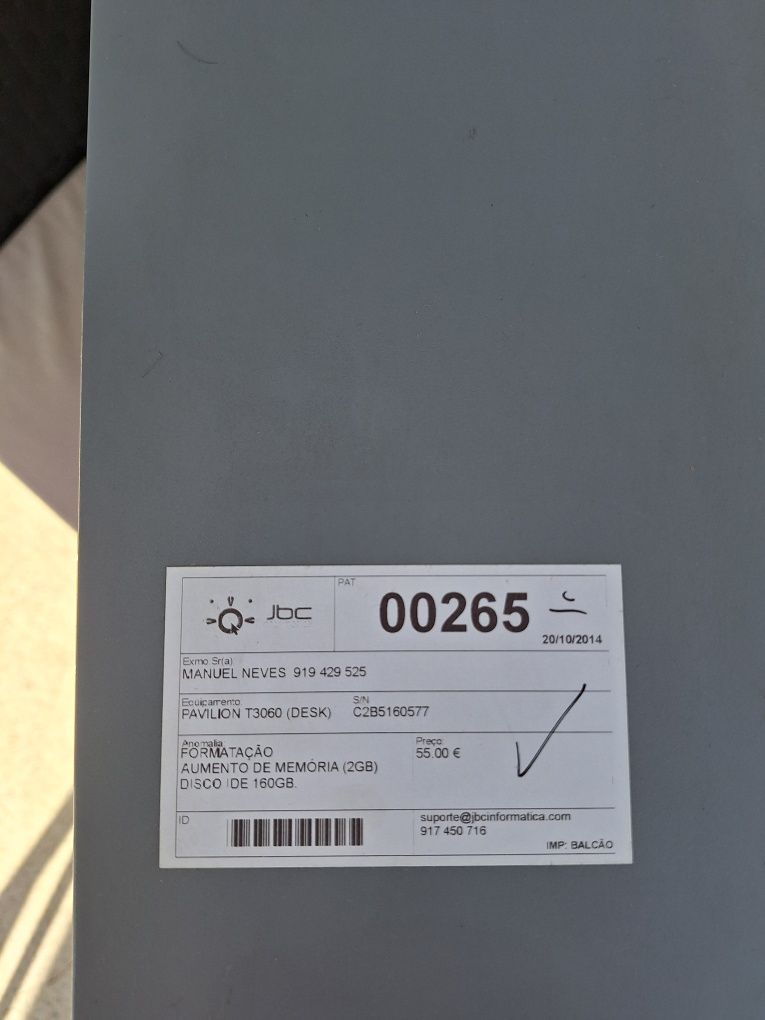 Jbc
PAT
00265
20/10/2014
Exmo Sr(a):
MANUEL NEVES 919 429 525
Equipamento:
PAVILION T3060 (DESK)
S/N
C2B5160577
Anomalia:
FORMATAÇÃO
AUMENTO DE MEMÓRIA (2GB)
DISCO IDE 160GB.
Preço:
55.00 €
ID
suporte@jbcinformatica.com
917 450 716
IMP: BALCÃO